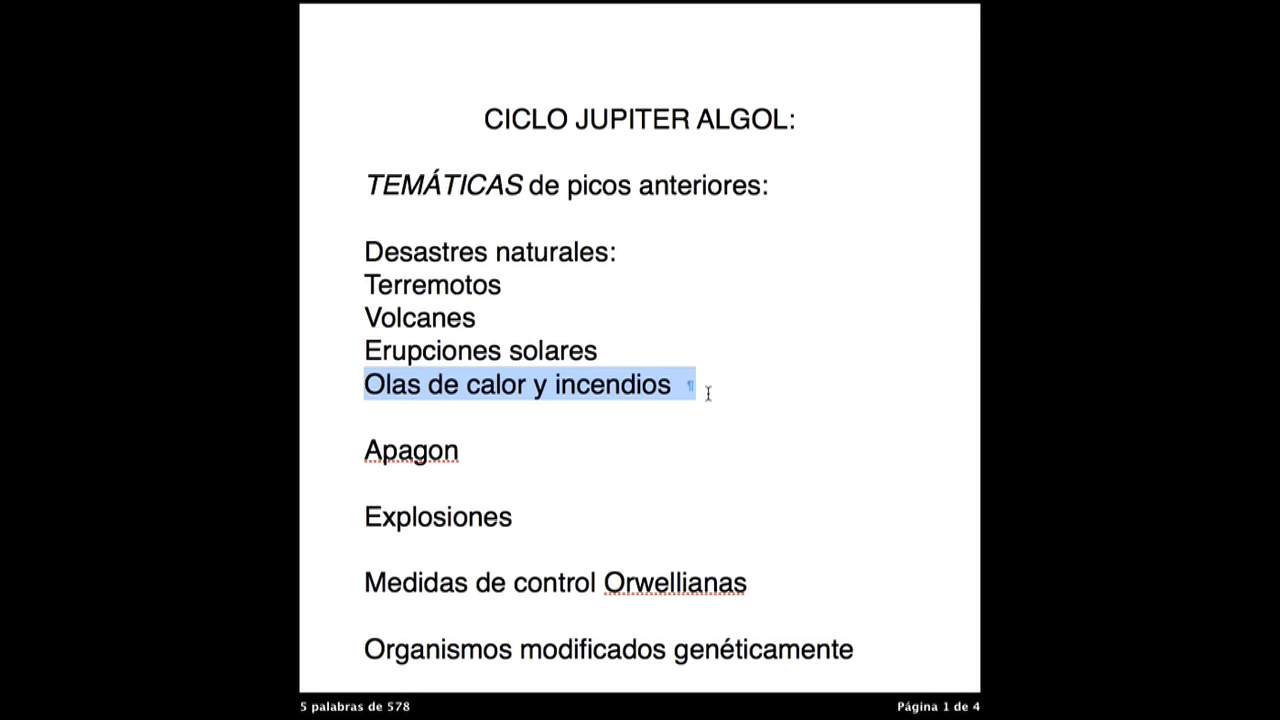 CICLO JUPITER ALGOL:
TEMÁTICAS de picos anteriores:
Desastres naturales:
Terremotos
Volcanes
Erupciones solares
Olas de calor y incendios ¶
Apagon
Explosiones
Medidas de control Orwellianas
Organismos modificados genéticamente
5 palabras de 578
Página 1 de 4